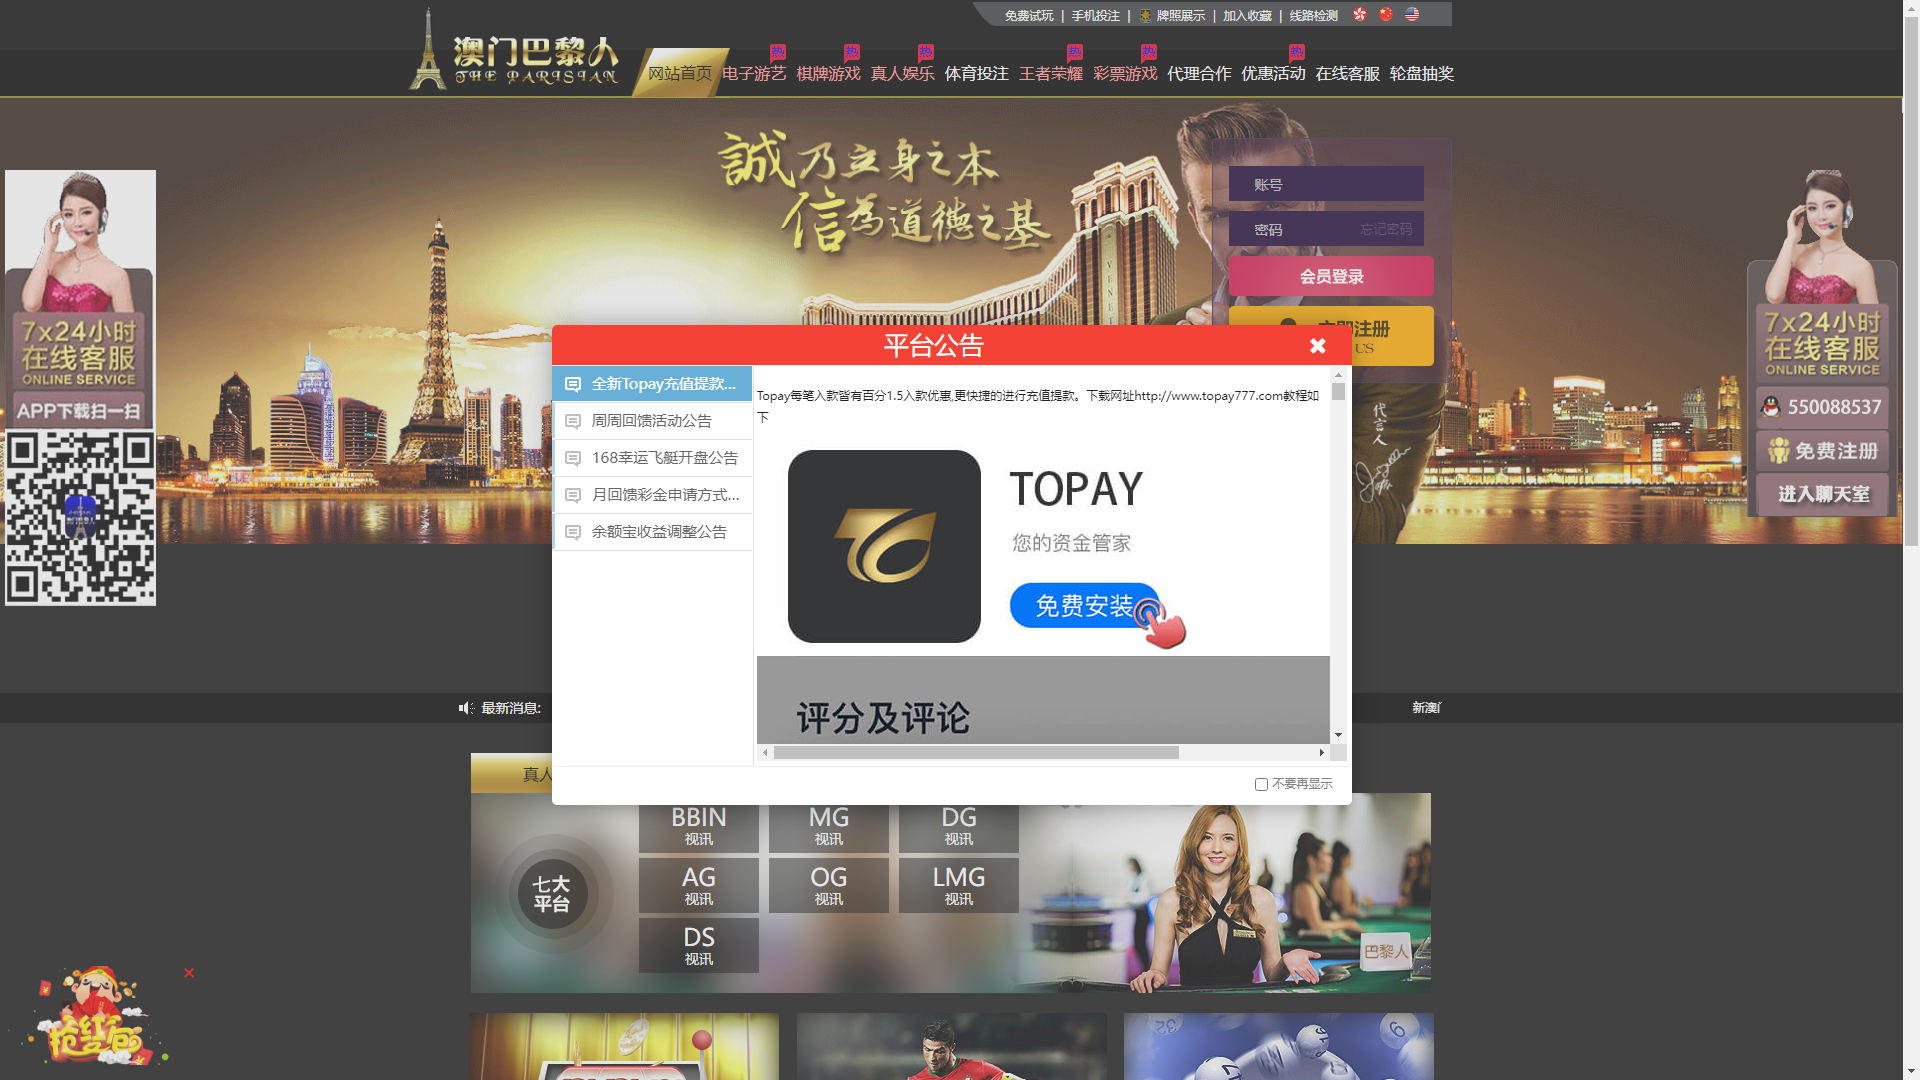 免费试玩 | 手机投注 | 牌照展示 | 加入收藏 | 线路检测
澳门巴黎人
THE PARISIAN
网站首页 电子游艺 棋牌游戏 真人娱乐 体育投注 王者荣耀 彩票游戏 代理合作 优惠活动 在线客服 轮盘抽奖
热 热 热 热 热 热
誠乃立身之本
信為道德之基
账号
密码 忘记密码
会员登录
立即注册
US
代言人
7x24小时
在线客服
ONLINE SERVICE
APP下载扫一扫
7x24小时
在线客服
ONLINE SERVICE
550088537
免费注册
进入聊天室
平台公告
全新Topay充值提款...
周周回馈活动公告
168幸运飞艇开盘公告
月回馈彩金申请方式...
余额宝收益调整公告
Topay每笔入款皆有百分1.5入款优惠,更快捷的进行充值提款。下载网址http://www.topay777.com教程如
下
TOPAY
您的资金管家
免费安装
评分及评论
不要再显示
最新消息:
新澳门
真人
七大
平台
BBIN
视讯
MG
视讯
DG
视讯
AG
视讯
OG
视讯
LMG
视讯
DS
视讯
巴黎人
抢红包